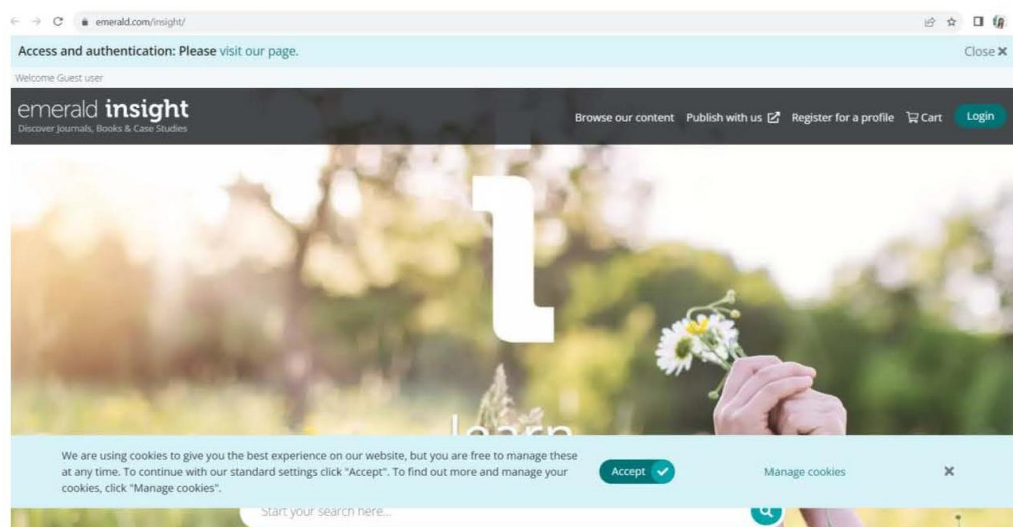 emerald.com/insight/
Access and authentication: Please visit our page.
Close
Welcome Guest user
emerald insight
Discover Journals, Books & Case Studies
Browse our content Publish with us Register for a profile Cart Login
learn
We are using cookies to give you the best experience on our website, but you are free to manage these
at any time. To continue with our standard settings click "Accept". To find out more and manage your
cookies, click "Manage cookies".
Accept
Manage cookies
Start your search here...